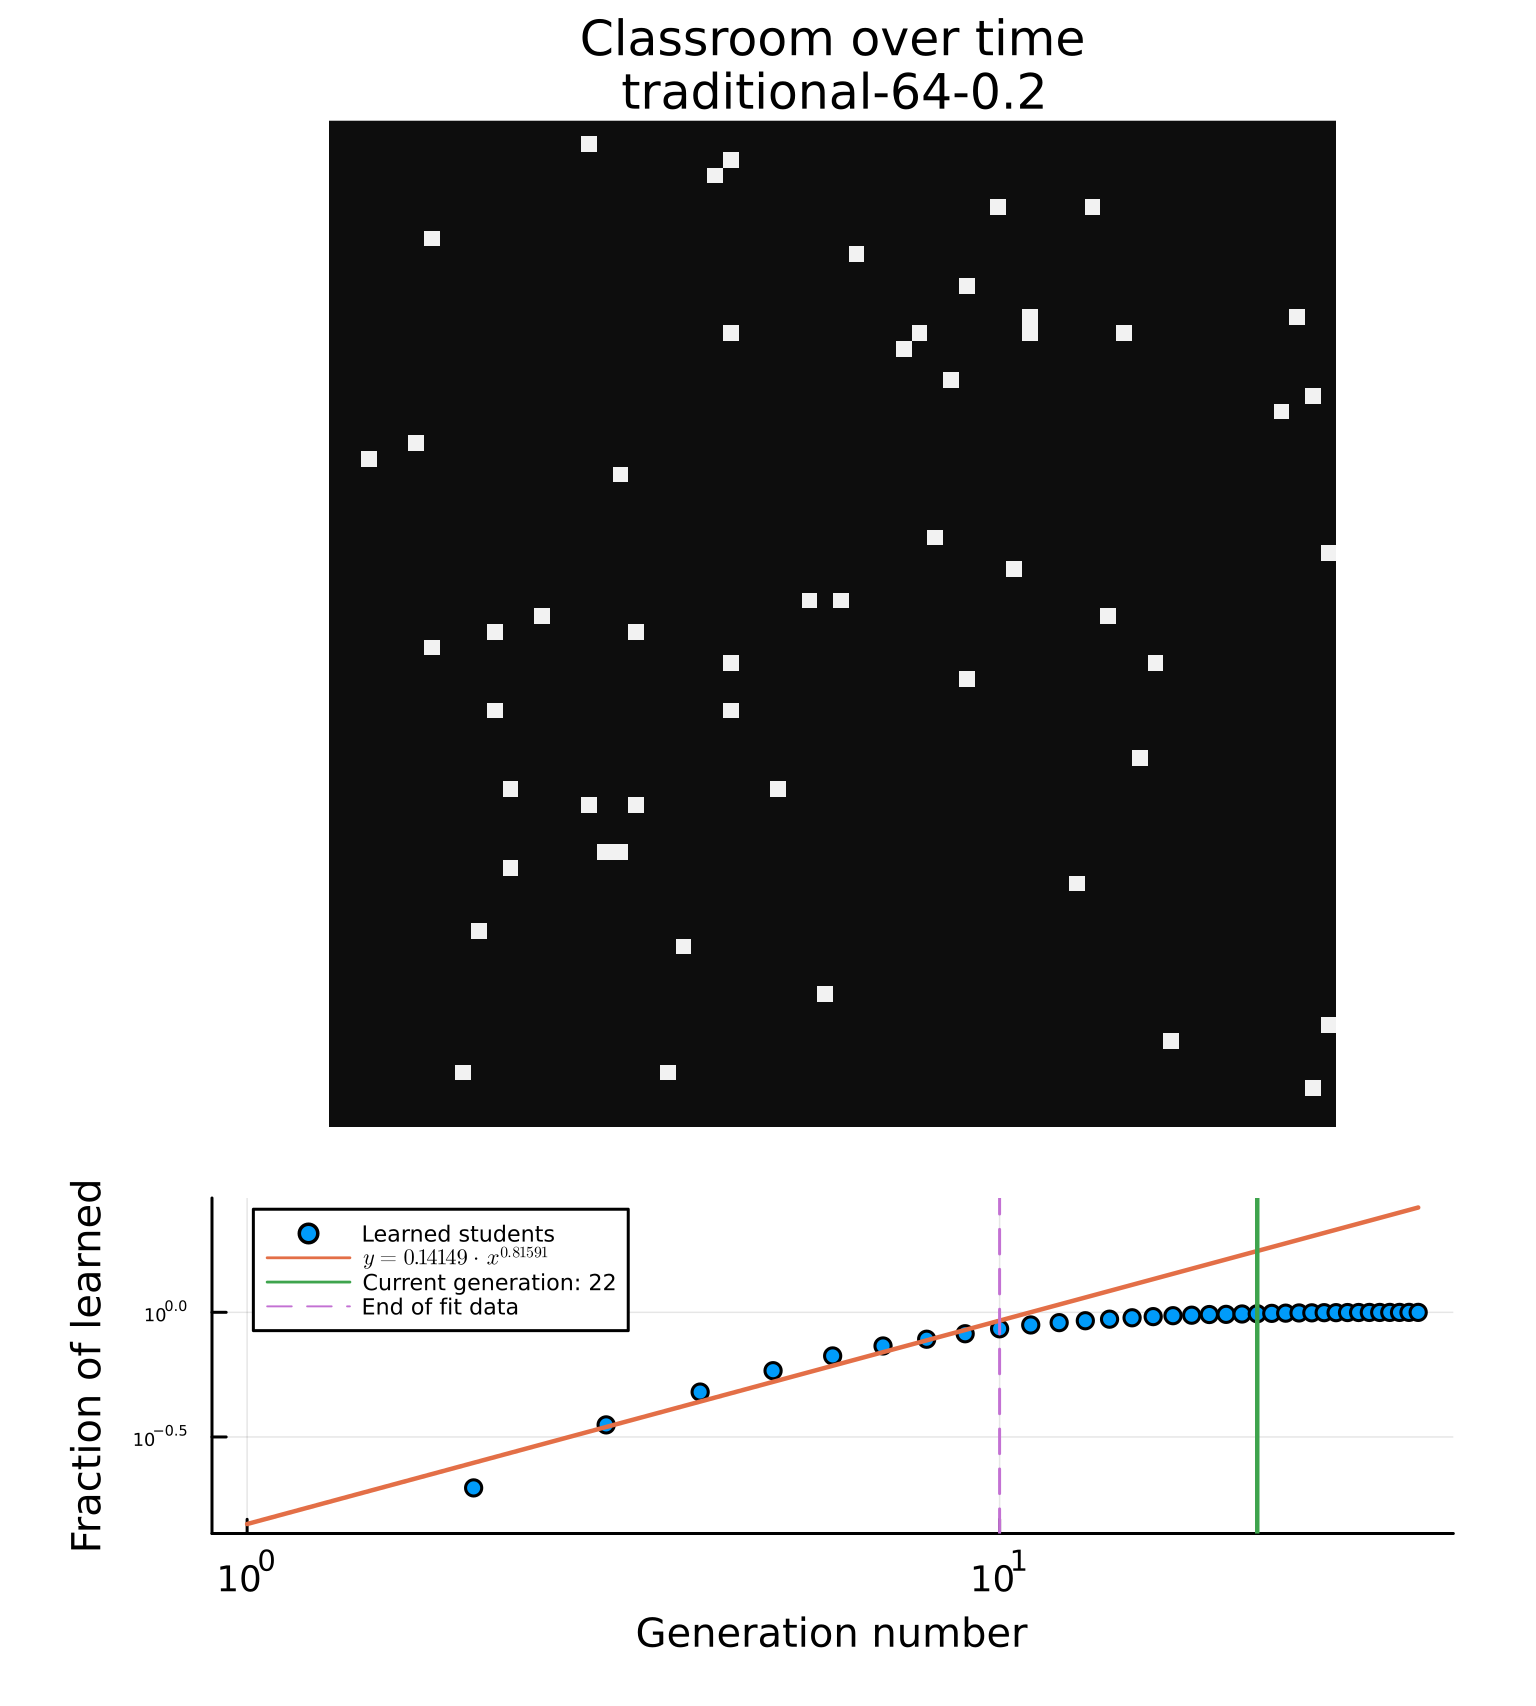 Classroom over time
traditional-64-0.2
Fraction of learned
Learned students
y = 0.14149 · x^0.81591
Current generation: 22
End of fit data
10^0.0
10^−0.5
10^0
10^1
Generation number